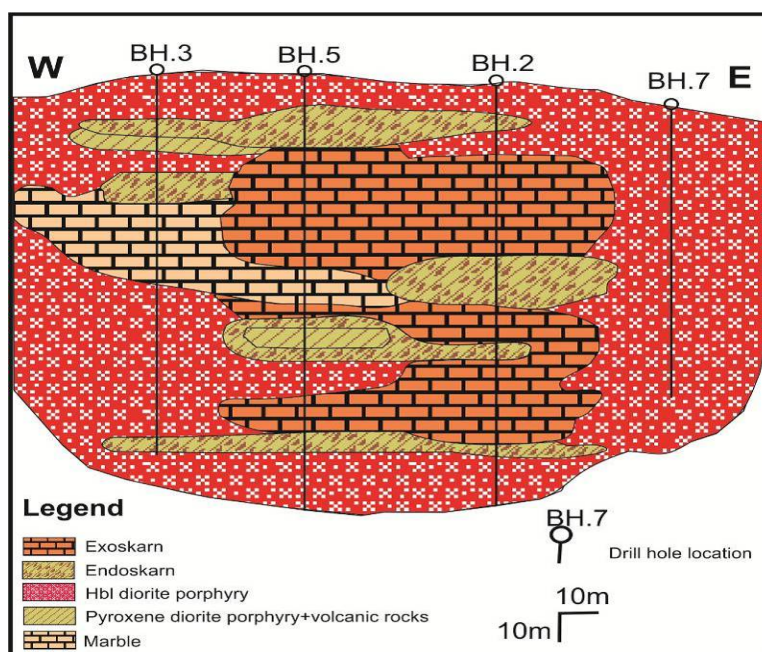 BH.3
BH.5
BH.2
BH.7
W
E
Legend
Exoskarn
Endoskarn
Hbl diorite porphyry
Pyroxene diorite porphyry+volcanic rocks
Marble
BH.7
Drill hole location
10m
10m